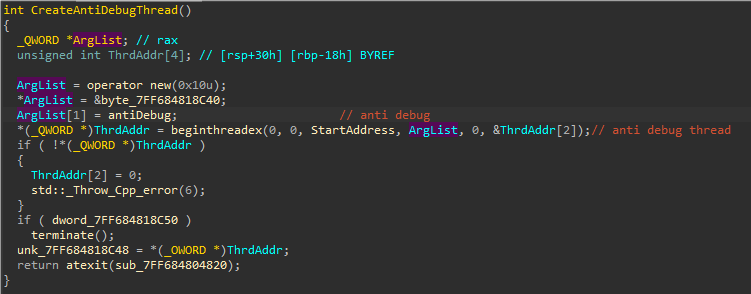 int CreateAntiDebugThread()
{
_QWORD *ArgList; // rax
unsigned int ThrdAddr[4]; // [rsp+30h] [rbp-18h] BYREF
ArgList = operator new(0x10u);
*ArgList = &byte_7FF684818C40;
ArgList[1] = antiDebug; // anti debug
*(_QWORD *)ThrdAddr = beginthreadex(0, 0, StartAddress, ArgList, 0, &ThrdAddr[2]);// anti debug thread
if ( !*(_QWORD *)ThrdAddr )
{
ThrdAddr[2] = 0;
std::_Throw_Cpp_error(6);
}
if ( dword_7FF684818C50 )
terminate();
unk_7FF684818C48 = *(_OWORD *)ThrdAddr;
return atexit(sub_7FF684804820);
}